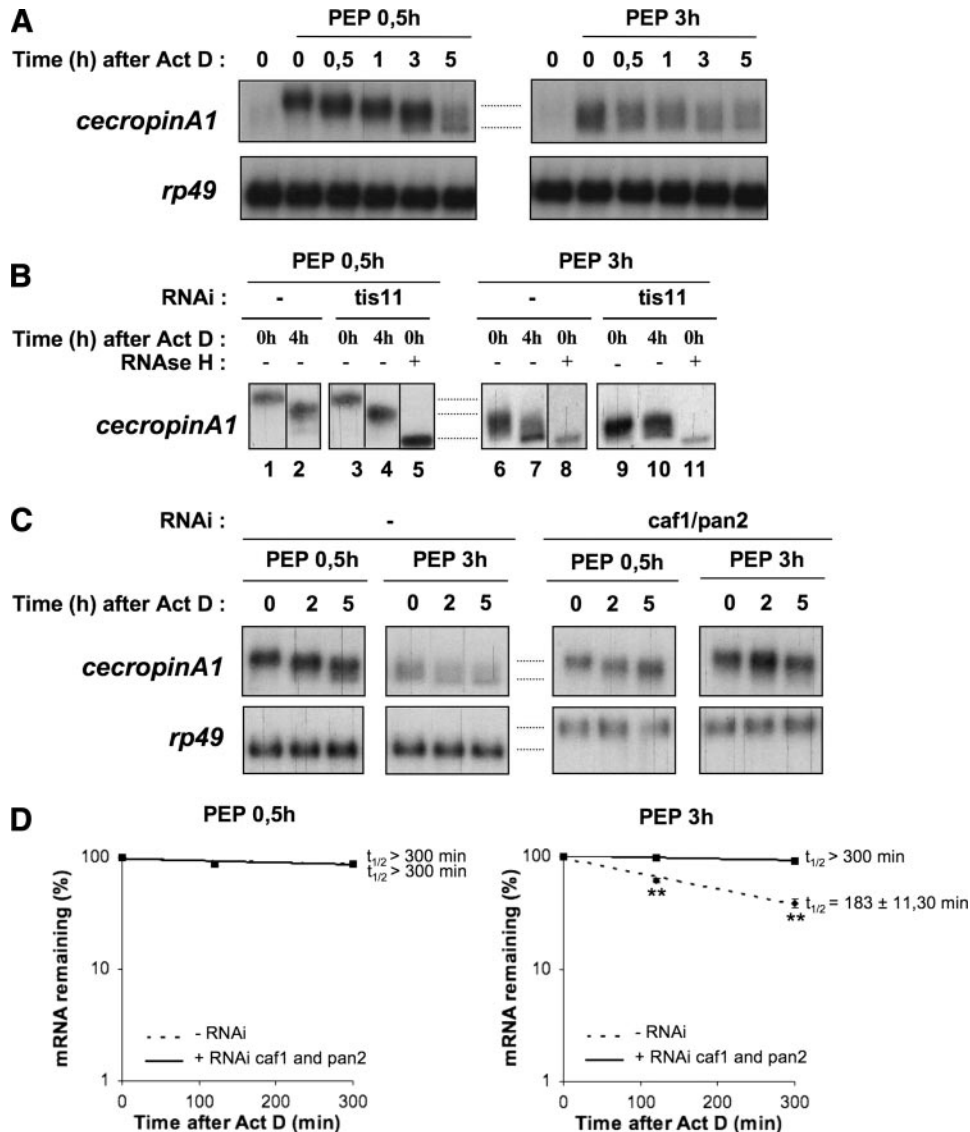 A
PEP 0,5h
PEP 3h
Time (h) after Act D : 0 0 0,5 1 3 5 0 0 0,5 1 3 5
cecropinA1
rp49
B
PEP 0,5h
PEP 3h
RNAi : - tis11 - tis11
Time (h) after Act D : 0h 4h 0h 4h 0h 0h 4h 0h 0h 4h 0h
RNAse H : - - - - + - - + - - +
cecropinA1
1 2 3 4 5 6 7 8 9 10 11
C
RNAi : - caf1/pan2
PEP 0,5h PEP 3h PEP 0,5h PEP 3h
Time (h) after Act D : 0 2 5 0 2 5 0 2 5 0 2 5
cecropinA1
rp49
D
PEP 0,5h
mRNA remaining (%)
100
10
1
t1/2 > 300 min
t1/2 > 300 min
- RNAi
+ RNAi caf1 and pan2
0 100 200 300
Time after Act D (min)
PEP 3h
mRNA remaining (%)
100
10
1
t1/2 > 300 min
**
t1/2 = 183 ± 11,30 min
**
- RNAi
+ RNAi caf1 and pan2
0 100 200 300
Time after Act D (min)